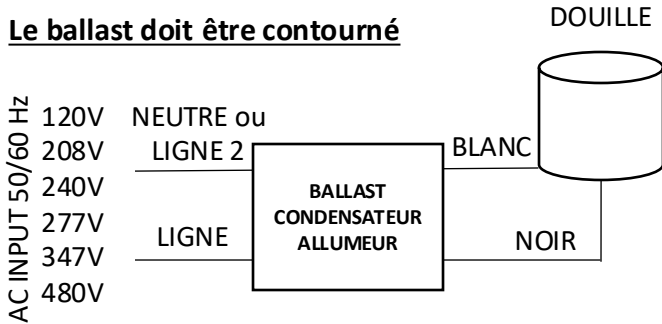 DOUILLE
Le ballast doit être contourné
AC INPUT 50/60 Hz
120V NEUTRE ou
208V LIGNE 2
240V
277V
347V LIGNE
480V
BALLAST
CONDENSATEUR
ALLUMEUR
BLANC
NOIR